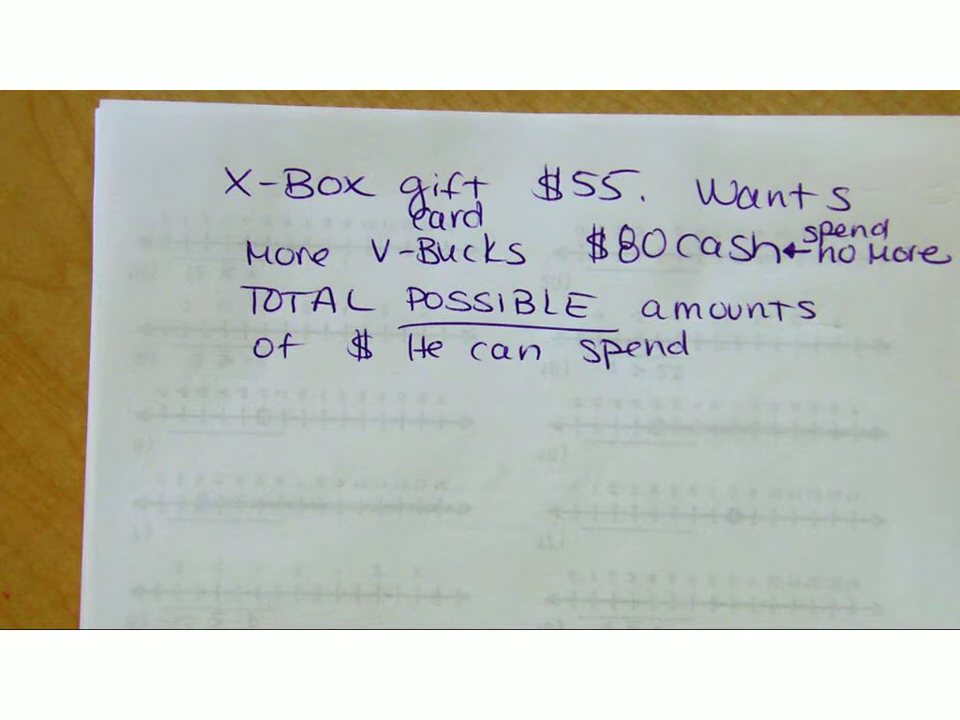 X-BOX gift card $55. Wants
MORE V-BUCKS $80 cash ← spend no MORE
TOTAL POSSIBLE amounts
of $ He can spend